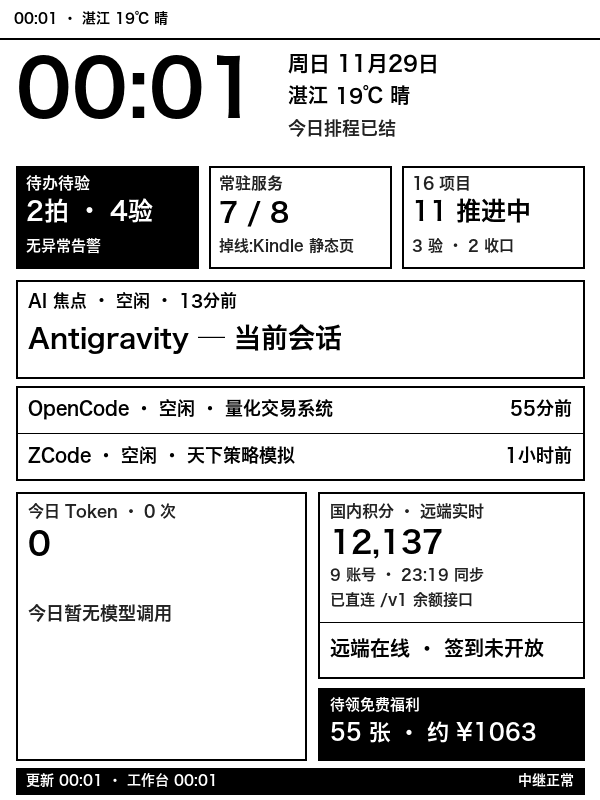 00:01 · 湛江 19℃ 晴
00:01
周日 11月29日
湛江 19℃ 晴
今日排程已结
待办待验
2拍 · 4验
无异常告警
常驻服务
7 / 8
掉线:Kindle 静态页
16 项目
11 推进中
3 验 · 2 收口
AI 焦点 · 空闲 · 13分前
Antigravity — 当前会话
OpenCode · 空闲 · 量化交易系统 55分前
ZCode · 空闲 · 天下策略模拟 1小时前
今日 Token · 0 次
0
今日暂无模型调用
国内积分 · 远端实时
12,137
9 账号 · 23:19 同步
已直连 /v1 余额接口
远端在线 · 签到未开放
待领免费福利
55 张 · 约 ¥1063
更新 00:01 · 工作台 00:01 中继正常